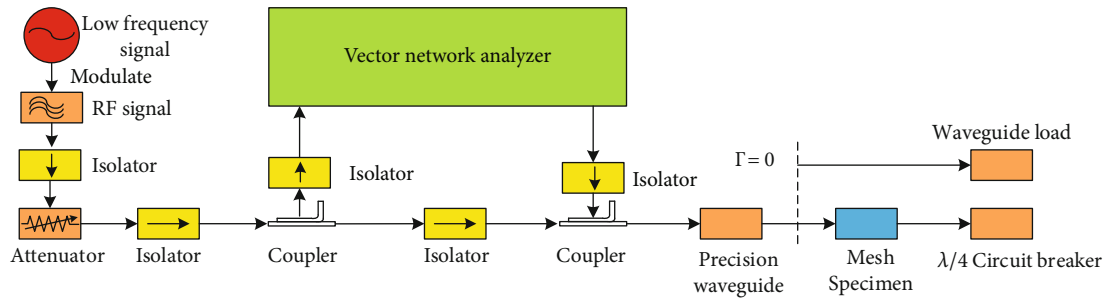 Low frequency
signal
Modulate
RF signal
Isolator
Attenuator
Isolator
Vector network analyzer
Isolator
Coupler
Isolator
Isolator
Coupler
Precision
waveguide
Γ = 0
Waveguide load
Mesh
Specimen
λ/4 Circuit breaker